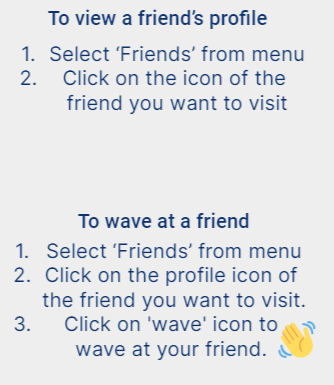 To view a friend's profile
1. Select ‘Friends’ from menu
2. Click on the icon of the
friend you want to visit
To wave at a friend
1. Select ‘Friends’ from menu
2. Click on the profile icon of
the friend you want to visit.
3. Click on 'wave' icon to
wave at your friend.